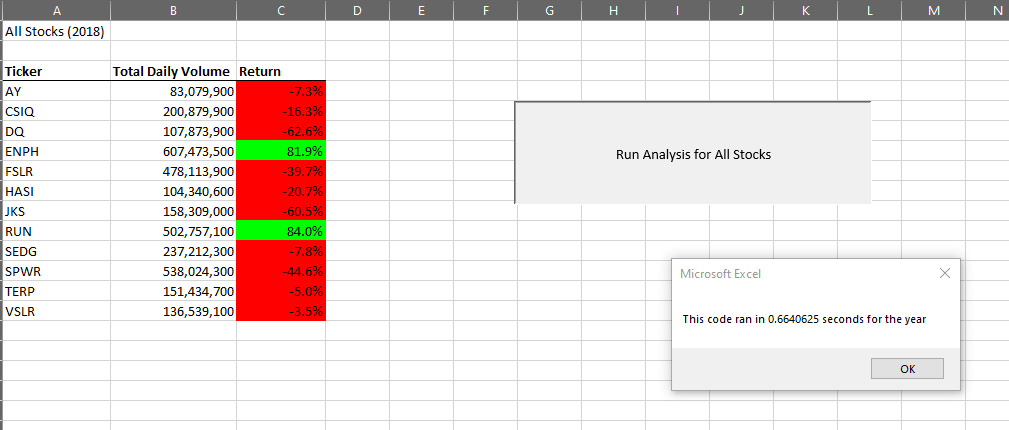 A B C D E F G H I J K L M N
All Stocks (2018)
Ticker Total Daily Volume Return
AY 83,079,900 -7.3%
CSIQ 200,879,900 -16.3%
DQ 107,873,900 -62.6%
ENPH 607,473,500 81.9%
Run Analysis for All Stocks
FSLR 478,113,900 -39.7%
HASI 104,340,600 -20.7%
JKS 158,309,000 -60.5%
RUN 502,757,100 84.0%
SEDG 237,212,300 -7.8%
SPWR 538,024,300 -44.6%
TERP 151,434,700 -5.0%
VSLR 136,539,100 -3.5%
Microsoft Excel
This code ran in 0.6640625 seconds for the year
OK